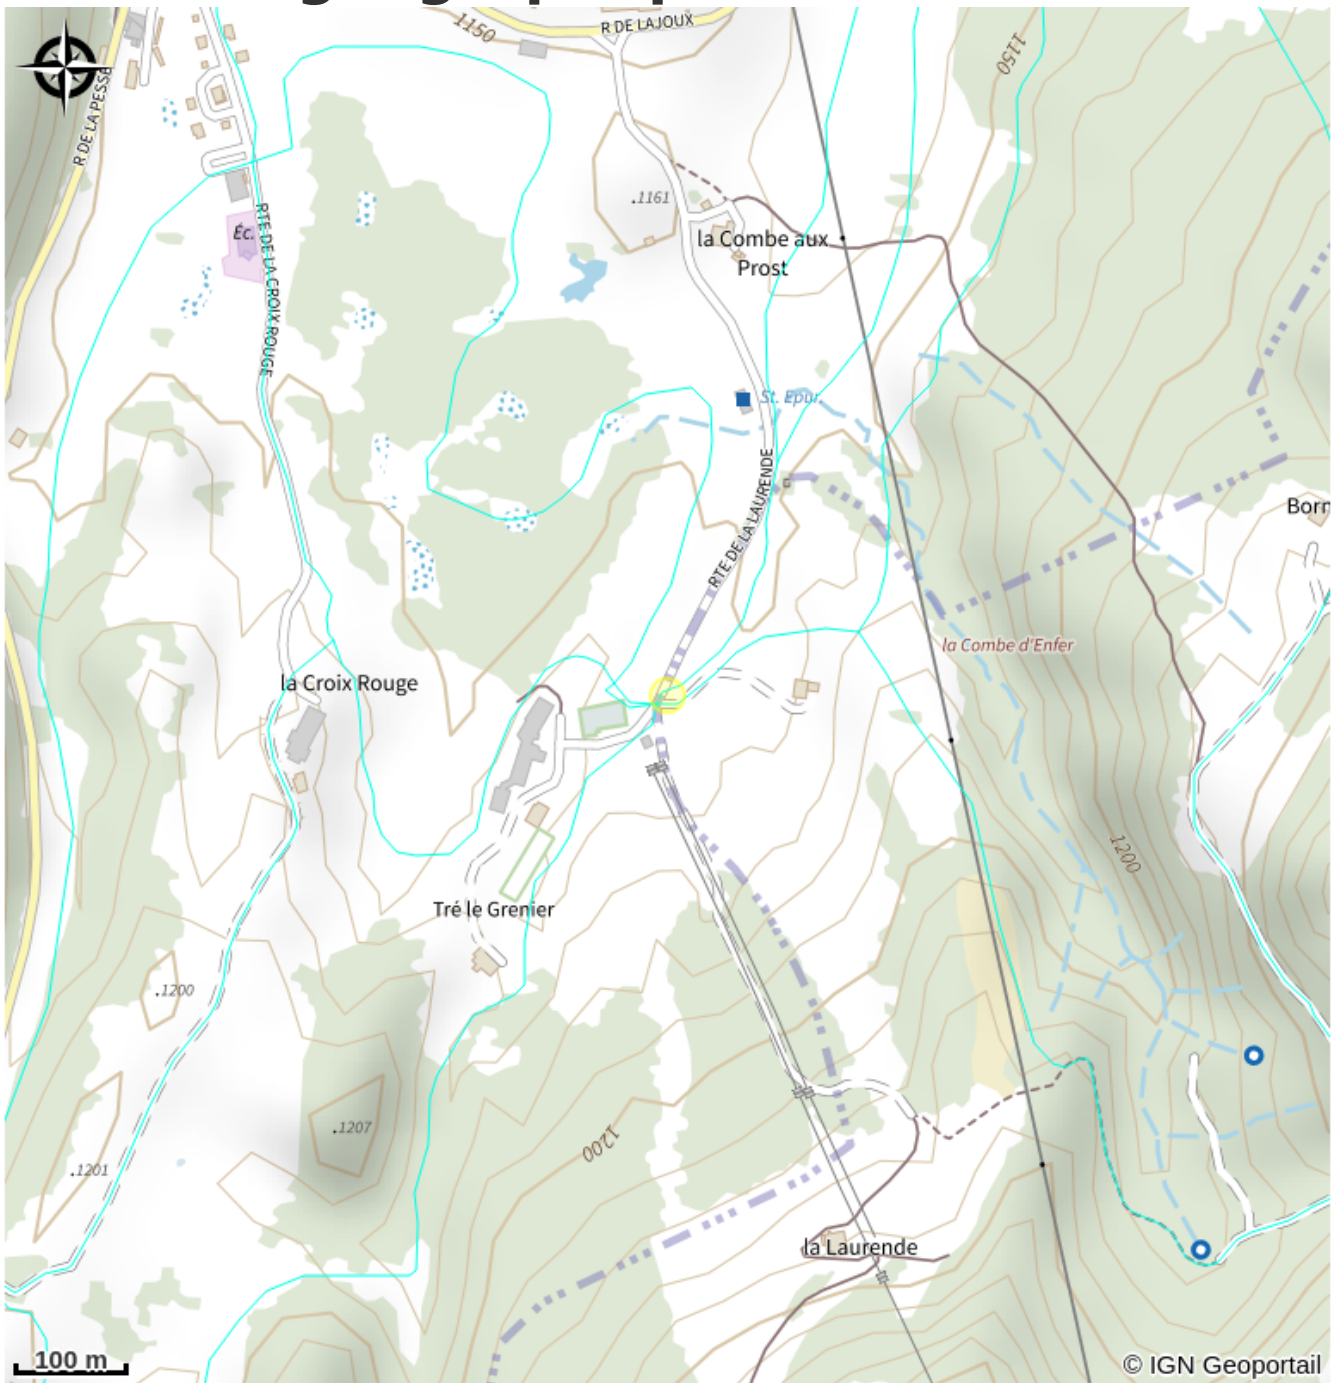 R DE LAJOUX
1150
1150
R DE LA PESSE
.1161
Éc.
RTE DE LA CROIX ROUGE
la Combe aux
Prost
St. Epur.
RTE DE LA LAURENDE
Born
la Combe d'Enfer
la Croix Rouge
1200
Tré le Grenier
.1200
.1207
1200
.1201
la Laurende
100 m
© IGN Geoportail